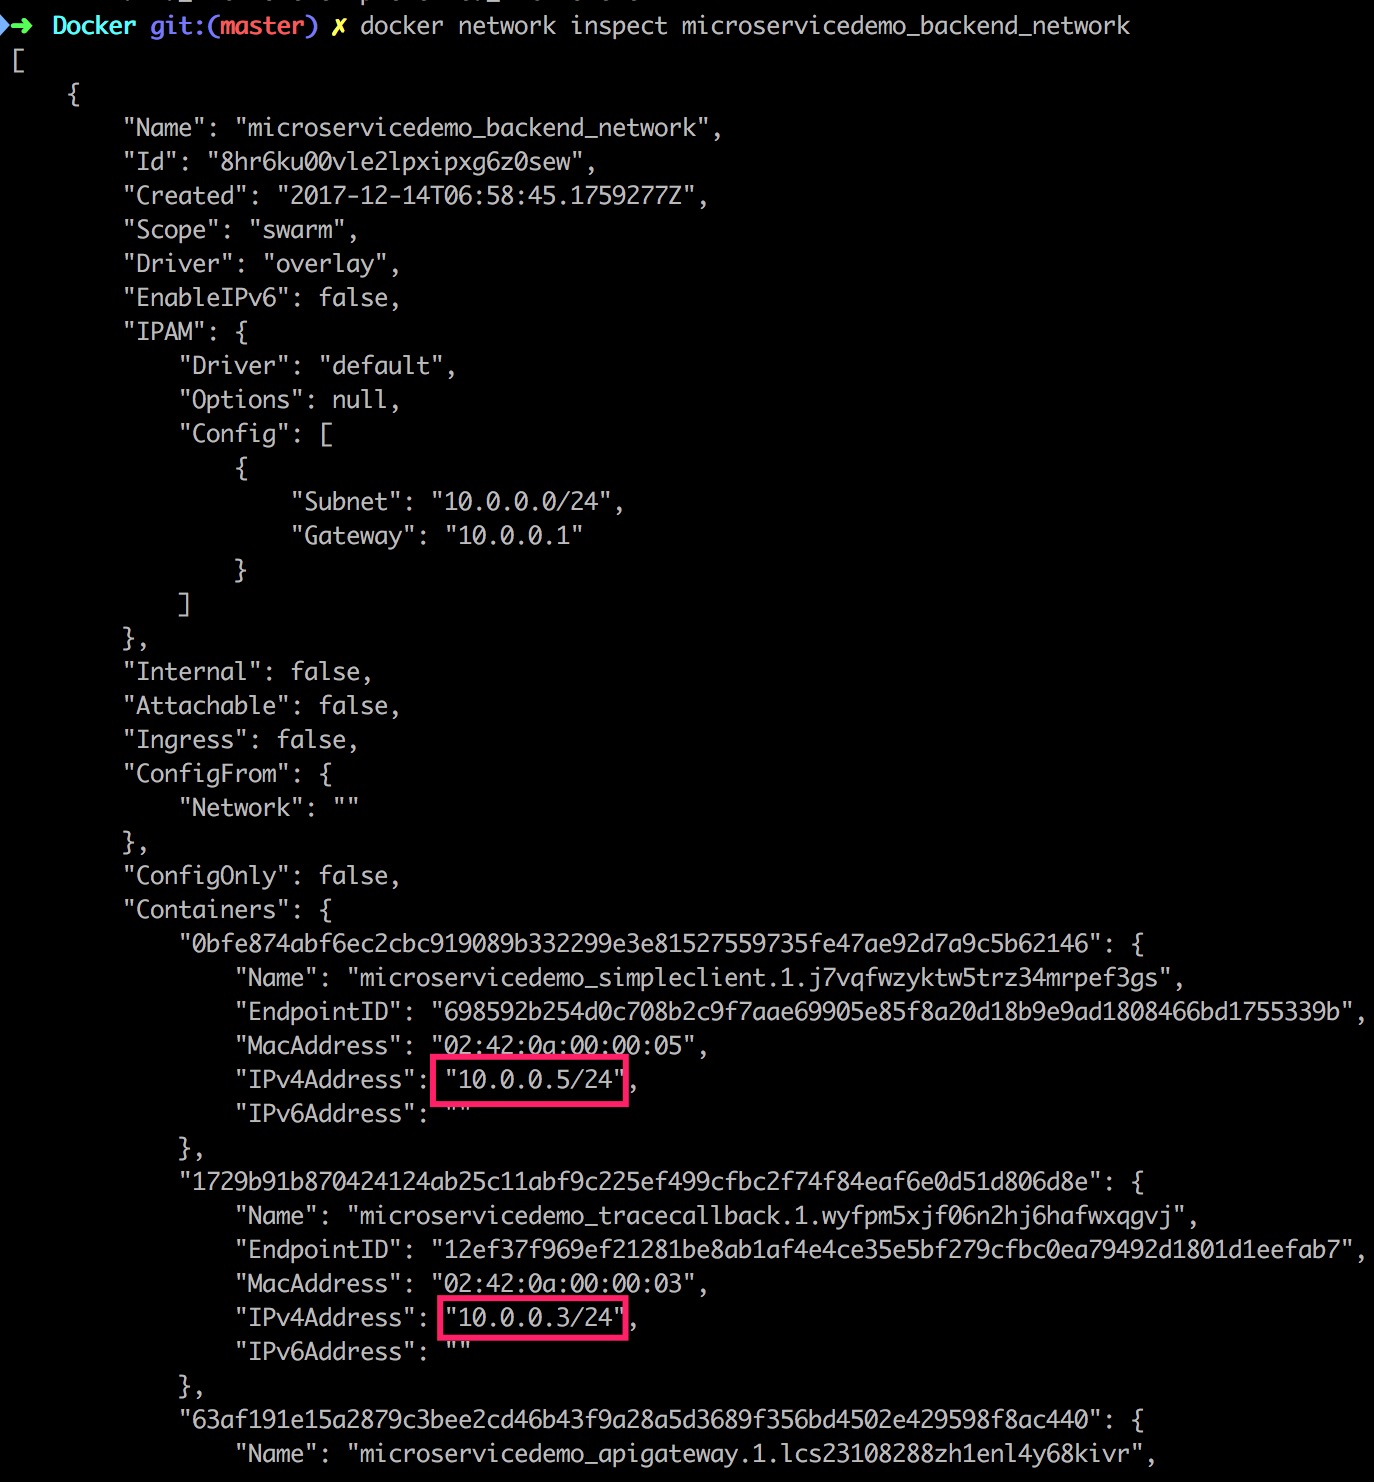 ➜ Docker git:(master) ✗ docker network inspect microservicedemo_backend_network
[
    {
        "Name": "microservicedemo_backend_network",
        "Id": "8hr6ku00vle2lpxipxg6z0sew",
        "Created": "2017-12-14T06:58:45.1759277Z",
        "Scope": "swarm",
        "Driver": "overlay",
        "EnableIPv6": false,
        "IPAM": {
            "Driver": "default",
            "Options": null,
            "Config": [
                {
                    "Subnet": "10.0.0.0/24",
                    "Gateway": "10.0.0.1"
                }
            ]
        },
        "Internal": false,
        "Attachable": false,
        "Ingress": false,
        "ConfigFrom": {
            "Network": ""
        },
        "ConfigOnly": false,
        "Containers": {
            "0bfe874abf6ec2cbc919089b332299e3e81527559735fe47ae92d7a9c5b62146": {
                "Name": "microservicedemo_simpleclient.1.j7vqfwzyktw5trz34mrpef3gs",
                "EndpointID": "698592b254d0c708b2c9f7aae69905e85f8a20d18b9e9ad1808466bd1755339b",
                "MacAddress": "02:42:0a:00:00:05",
                "IPv4Address": "10.0.0.5/24",
                "IPv6Address": ""
            },
            "1729b91b870424124ab25c11abf9c225ef499cfbc2f74f84eaf6e0d51d806d8e": {
                "Name": "microservicedemo_tracecallback.1.wyfpm5xjf06n2hj6hafwxqgvj",
                "EndpointID": "12ef37f969ef21281be8ab1af4e4ce35e5bf279cfbc0ea79492d1801d1eefab7",
                "MacAddress": "02:42:0a:00:00:03",
                "IPv4Address": "10.0.0.3/24",
                "IPv6Address": ""
            },
            "63af191e15a2879c3bee2cd46b43f9a28a5d3689f356bd4502e429598f8ac440": {
                "Name": "microservicedemo_apigateway.1.lcs23108288zh1enl4y68kivr",